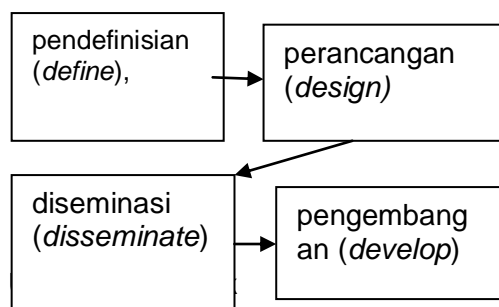 pendefinisian
(define),
perancangan
(design)
diseminasi
(disseminate)
pengembang
an (develop)